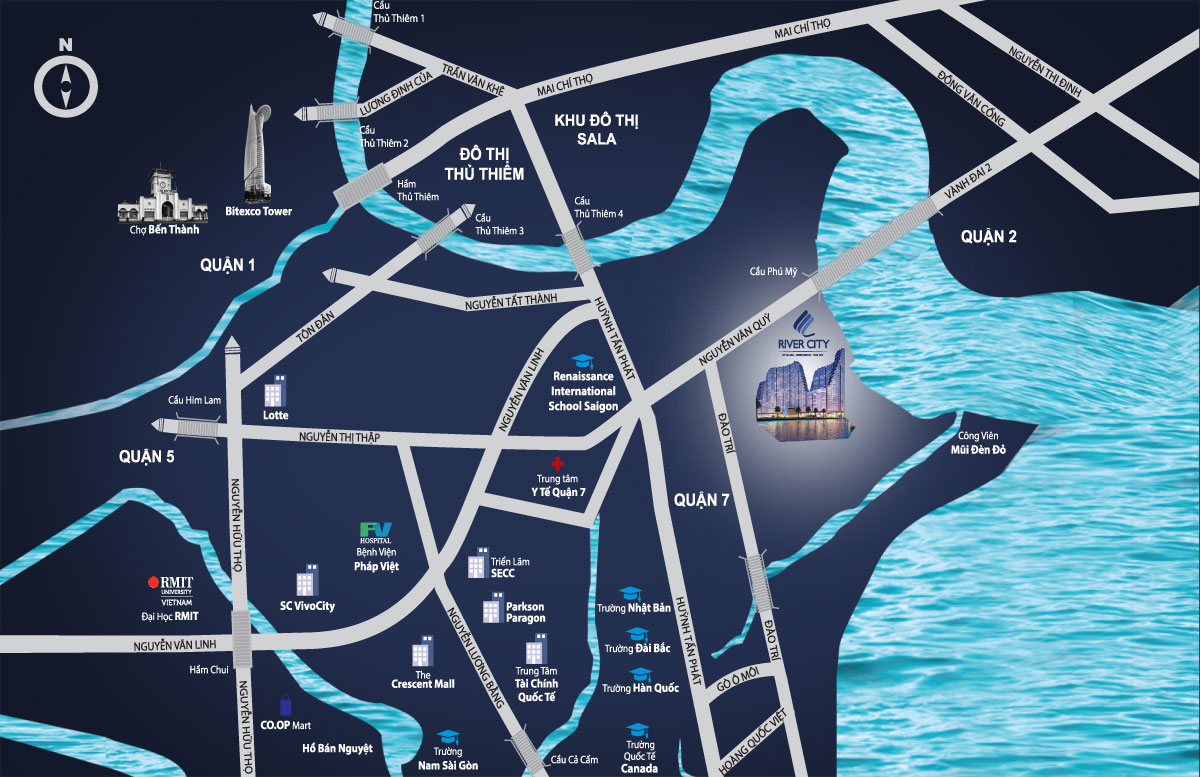 Cầu
Thủ Thiêm 1
N
MAI CHÍ THỌ
NGUYỄN THỊ ĐỊNH
TRẦN VĂN KHÊ
MAI CHÍ THỌ
ĐỒNG VĂN CỐNG
LƯƠNG ĐỊNH CỦA
KHU ĐÔ THỊ
SALA
Cầu
Thủ Thiêm 2
ĐÔ THỊ
THỦ THIÊM
VÀNH ĐAI 2
Hầm
Thủ Thiêm
Bitexco Tower
Chợ Bến Thành
Cầu
Thủ Thiêm 3
Cầu
Thủ Thiêm 4
QUẬN 2
QUẬN 1
Cầu Phú Mỹ
NGUYỄN TẤT THÀNH
TÔN ĐẢN
HUỲNH TẤN PHÁT
NGUYỄN VĂN QUỲ
RIVER CITY
NGUYỄN VĂN LINH
Renaissance
International
School Saigon
Cầu Him Lam
Lotte
NGUYỄN THỊ THẬP
ĐÀO TRÍ
Công Viên
Mũi Đèn Đỏ
QUẬN 5
Trung tâm
Y Tế Quận 7
QUẬN 7
NGUYỄN HỮU THỌ
FV
HOSPITAL
Bệnh Viện
Pháp Việt
Triển Lãm
SECC
RMIT
UNIVERSITY
VIETNAM
Đại Học RMIT
SC VivoCity
Parkson
Paragon
Trường Nhật Bản
HUỲNH TẤN PHÁT
ĐÀO TRÍ
NGUYỄN VĂN LINH
NGUYỄN LƯƠNG BẰNG
Trường Đài Bắc
Hầm Chui
The
Crescent Mall
Trung Tâm
Tài Chính
Quốc Tế
Trường Hàn Quốc
GÒ Ô MÔI
NGUYỄN HỮU THỌ
CO.OP Mart
HOÀNG QUỐC VIỆT
Hồ Bán Nguyệt
Trường
Nam Sài Gòn
Cầu Cả Cấm
Trường
Quốc Tế
Canada